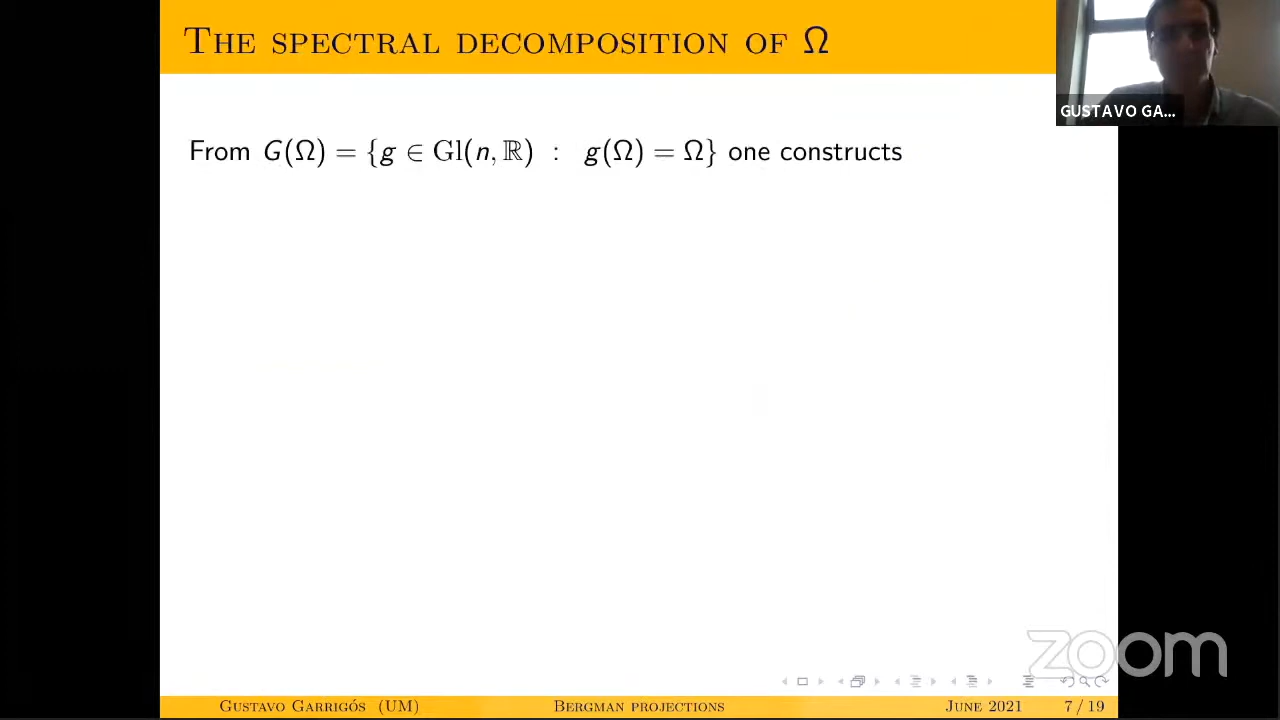 The spectral decomposition of Ω
GUSTAVO GA...
From G(Ω) = {g ∈ Gl(n, ℝ) : g(Ω) = Ω} one constructs
zoom
Gustavo Garrigós (UM) Bergman projections June 2021 7 / 19